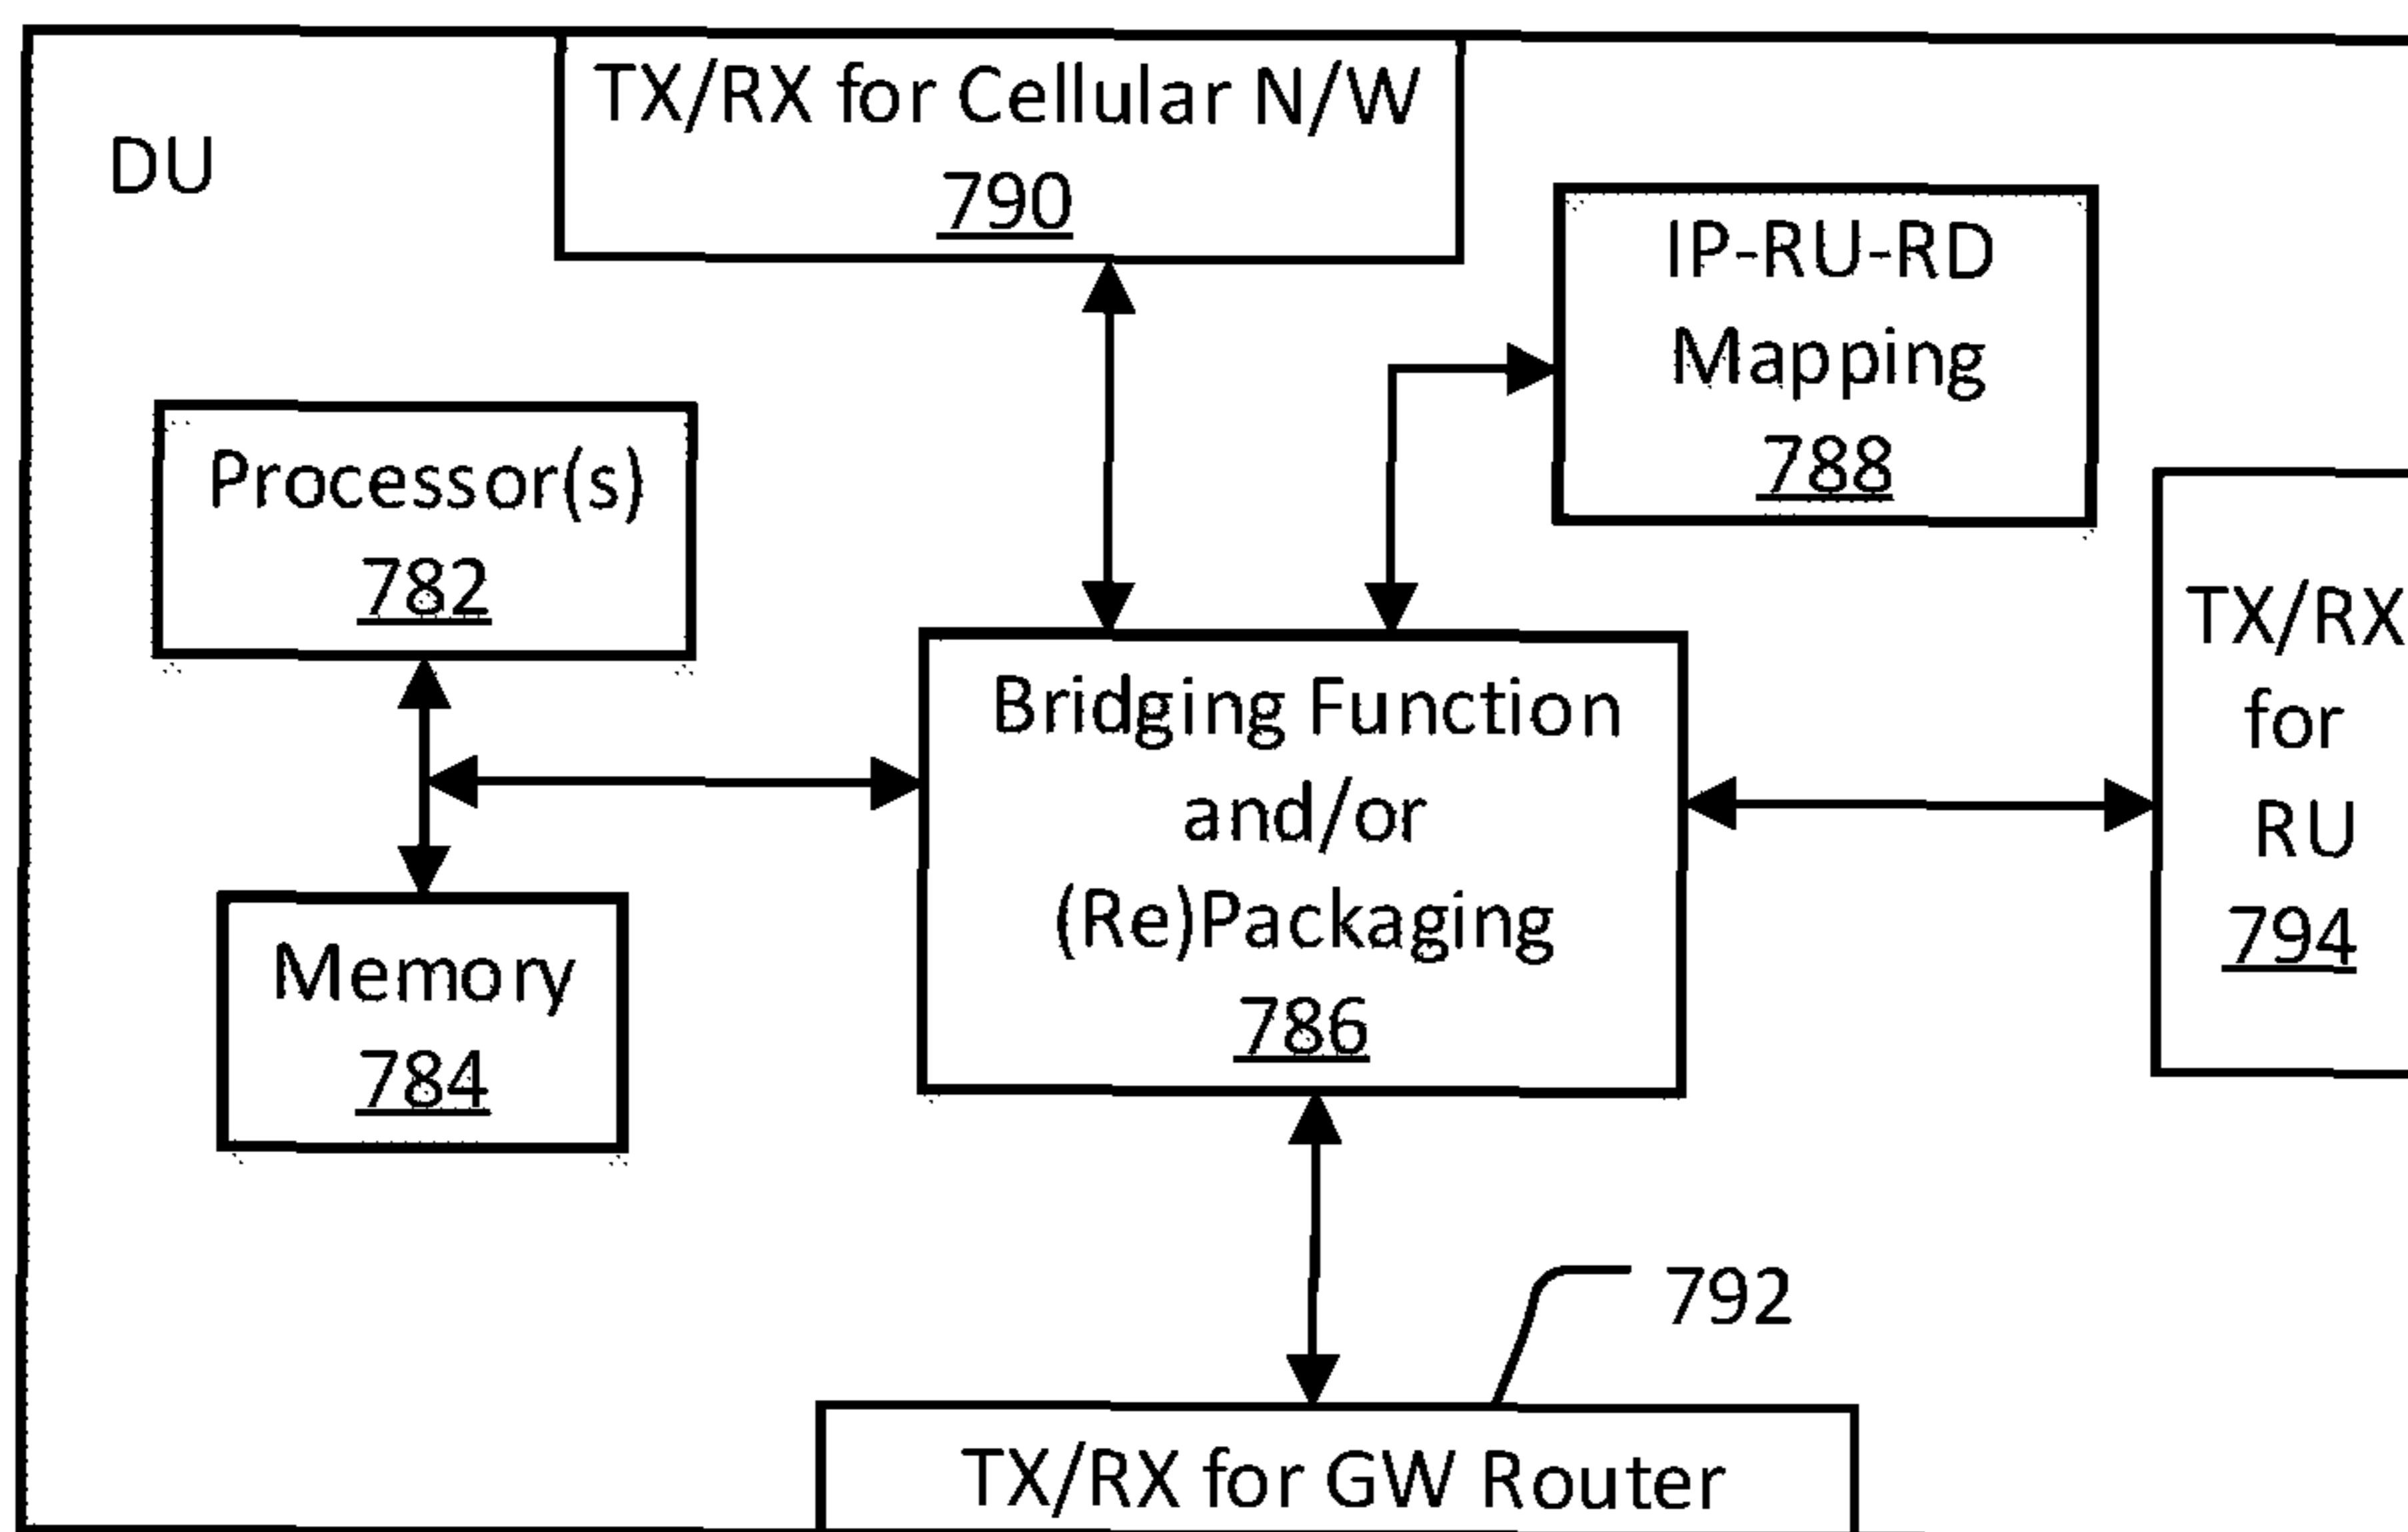 TX/RX for Cellular N/W
790
DU
IP-RU-RD
Mapping
788
Processor(s)
782
TX/RX
for
RU
794
Bridging Function
and/or
(Re)Packaging
786
Memory
784
792
TX/RX for GW Router